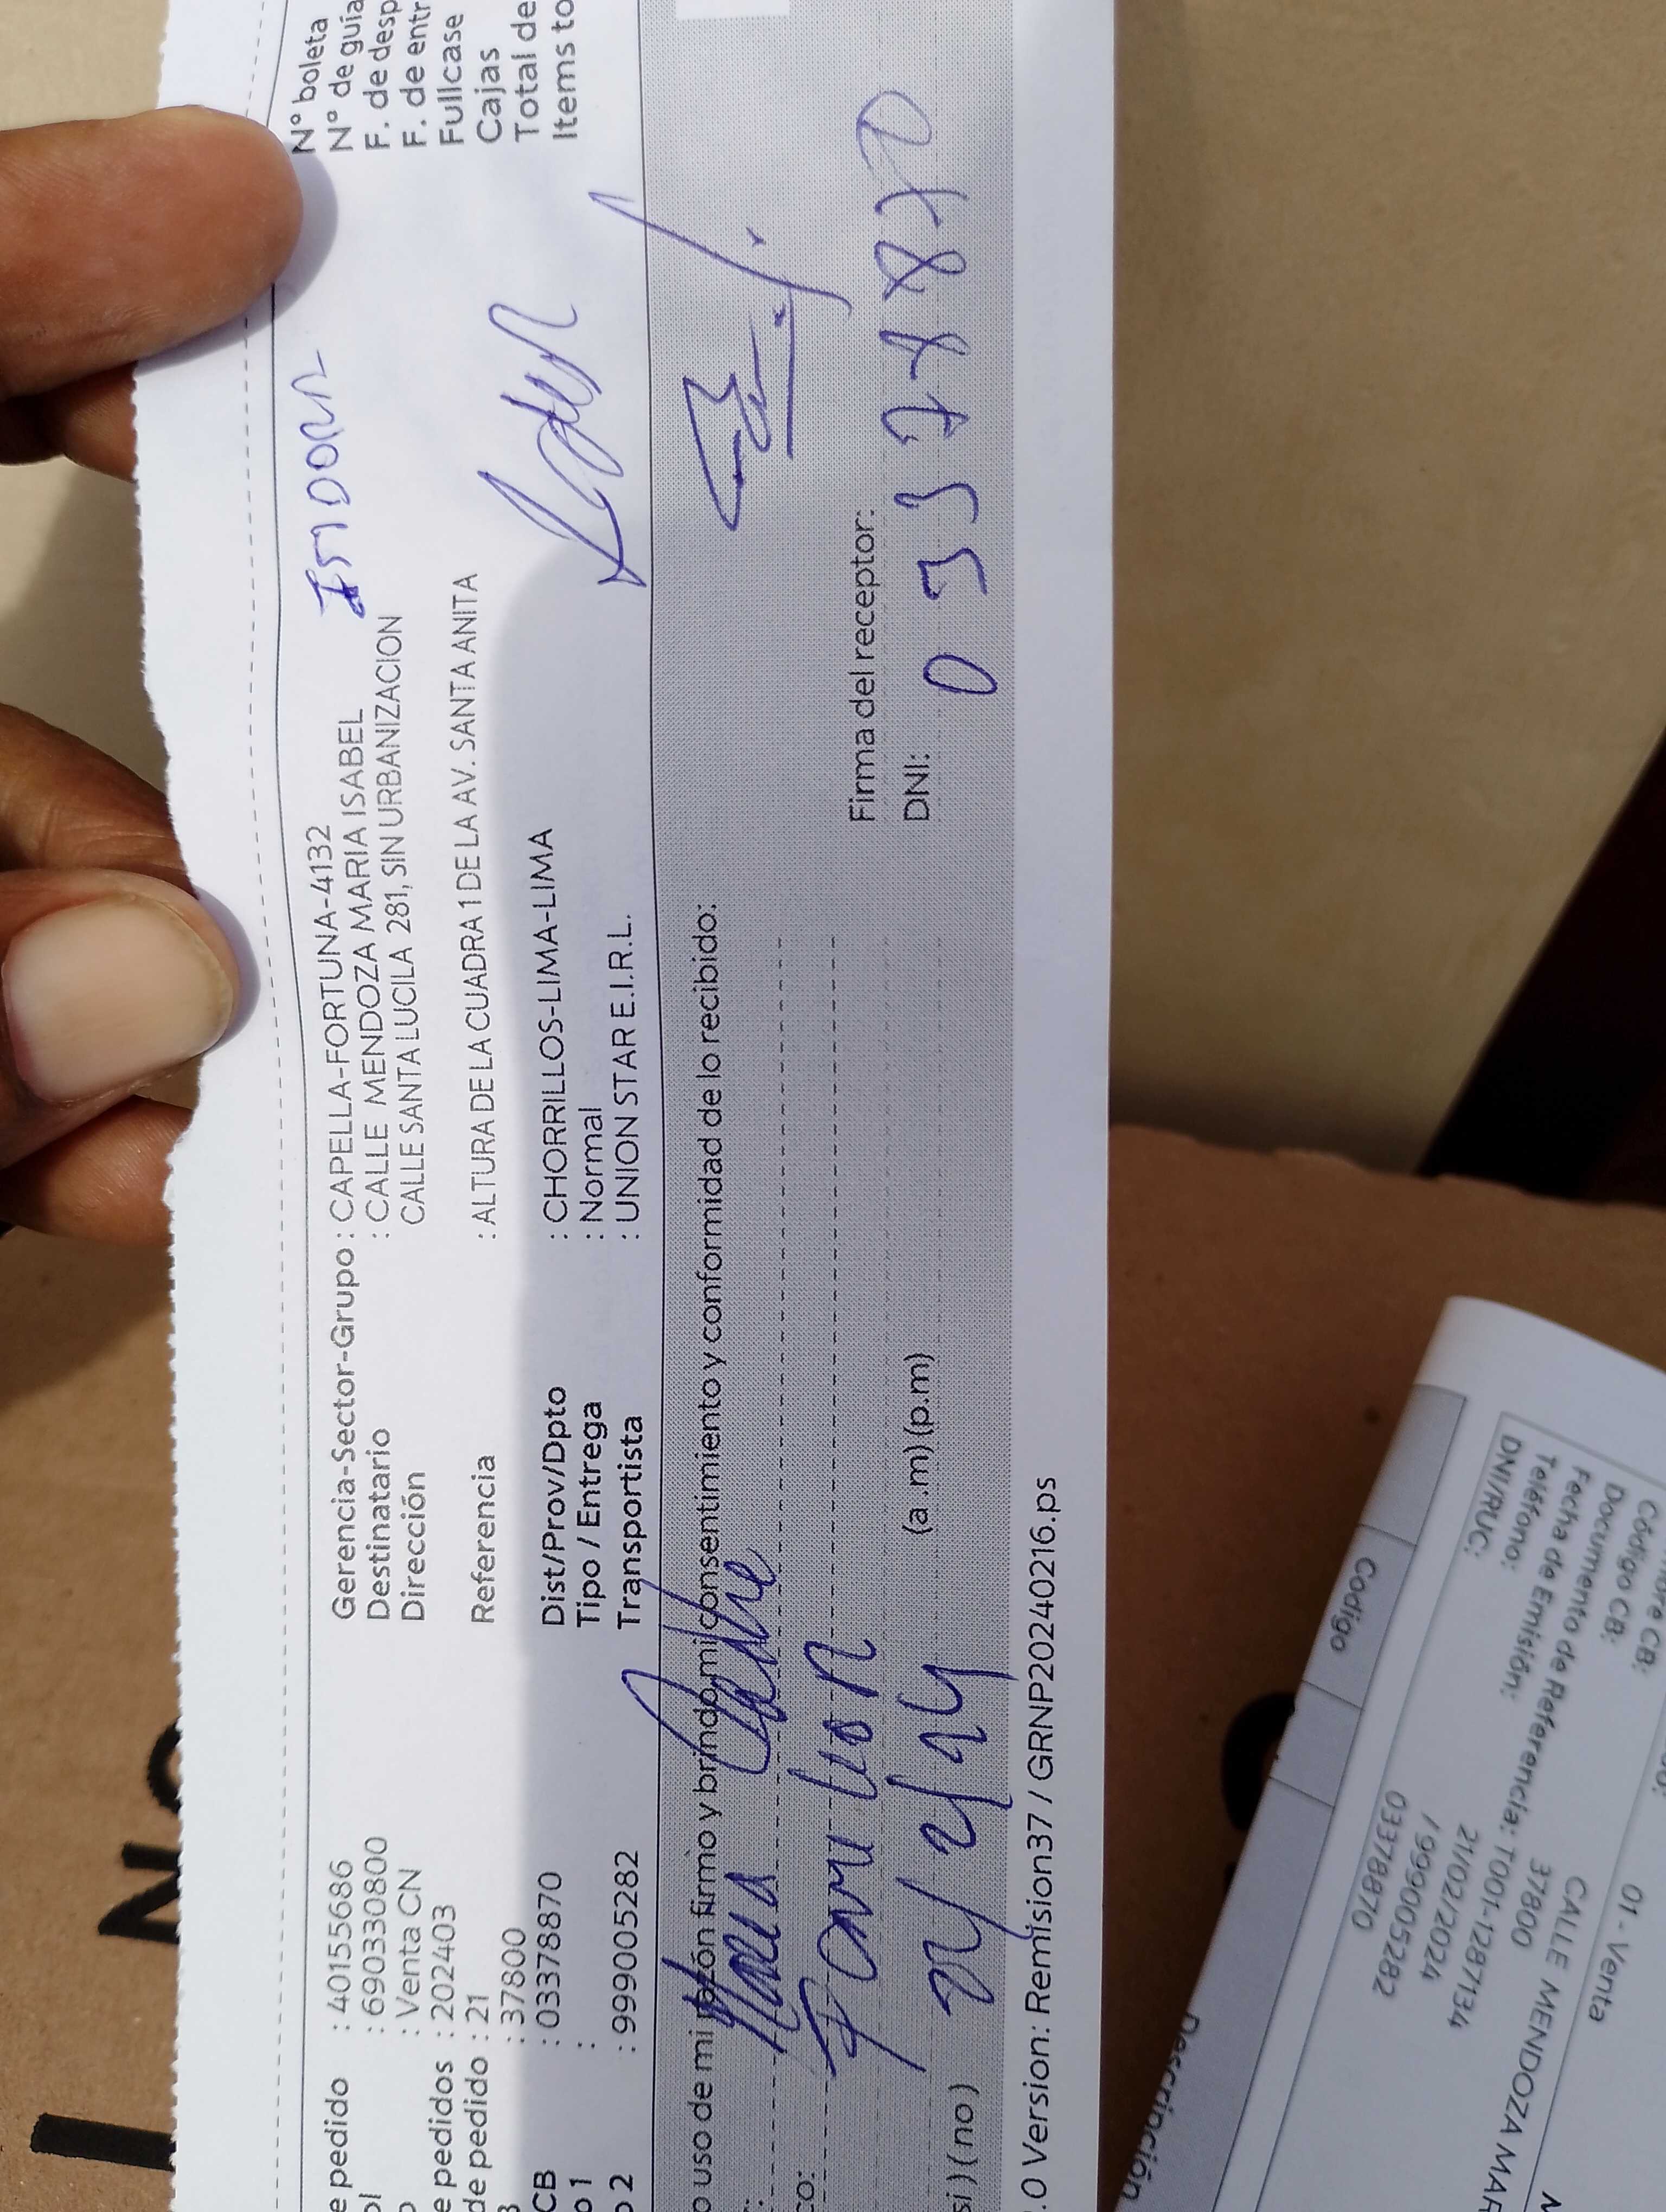 e pedido : 40155686
ol : 690330800
o : Venta CN
e pedidos : 202403
de pedido : 21
: 37800
CB : 03378870
o 1 :
o 2 : 999005282
Gerencia-Sector-Grupo : CAPELLA-FORTUNA-4132
Destinatario : CALLE MENDOZA MARIA ISABEL
Dirección CALLE SANTA LUCILA 281, SIN URBANIZACION
Referencia : ALTURA DE LA CUADRA 1 DE LA AV. SANTA ANITA
Dist/Prov/Dpto : CHORRILLOS-LIMA-LIMA
Tipo / Entrega : Normal
Transportista : UNION STAR E.I.R.L.
N° boleta
N° de guía
F. de desp
F. de entr
Fullcase
Cajas
Total de
Items to
o uso de mi razón firmo y brindo mi consentimiento y conformidad de lo recibido:
co:
si ) ( no )
(a.m) (p.m)
Firma del receptor:
DNI: 03378870
.0 Version: Remision37 / GRNP20240216.ps
01 - Venta
CALLE MENDOZA MAR
Código CB: 37800
Documento de Referencia: T001-1287134
Fecha de Emisión: 21/02/2024
Teléfono: / 999005282
DNI/RUC: 03378870
Código
Descripción